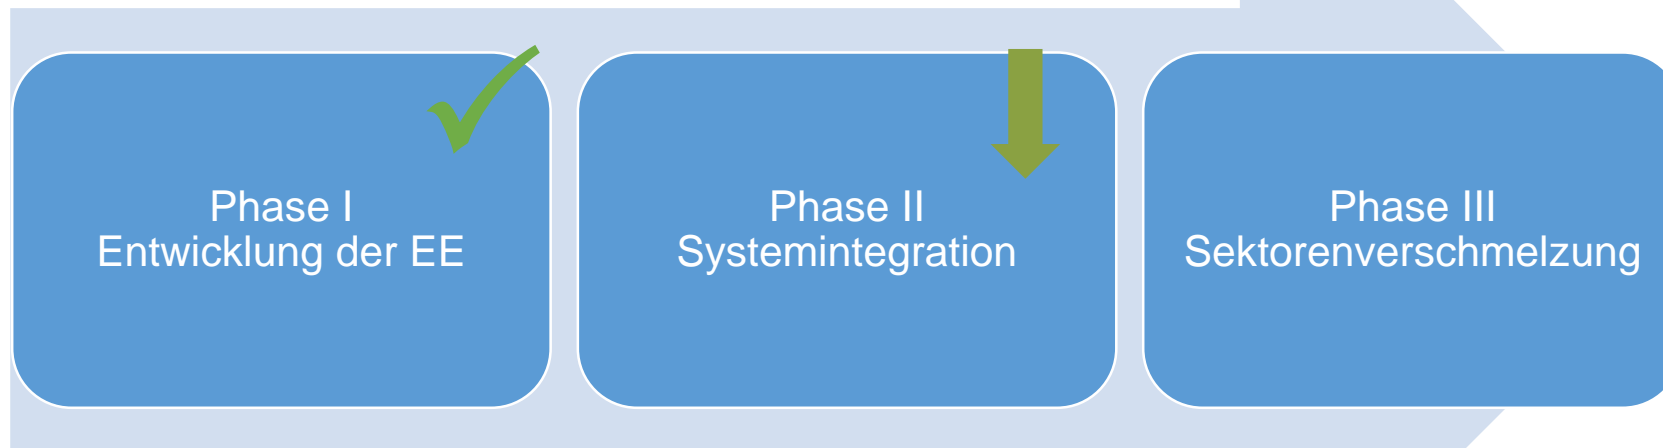 Phase I
Entwicklung der EE
Phase II
Systemintegration
Phase III
Sektorenverschmelzung